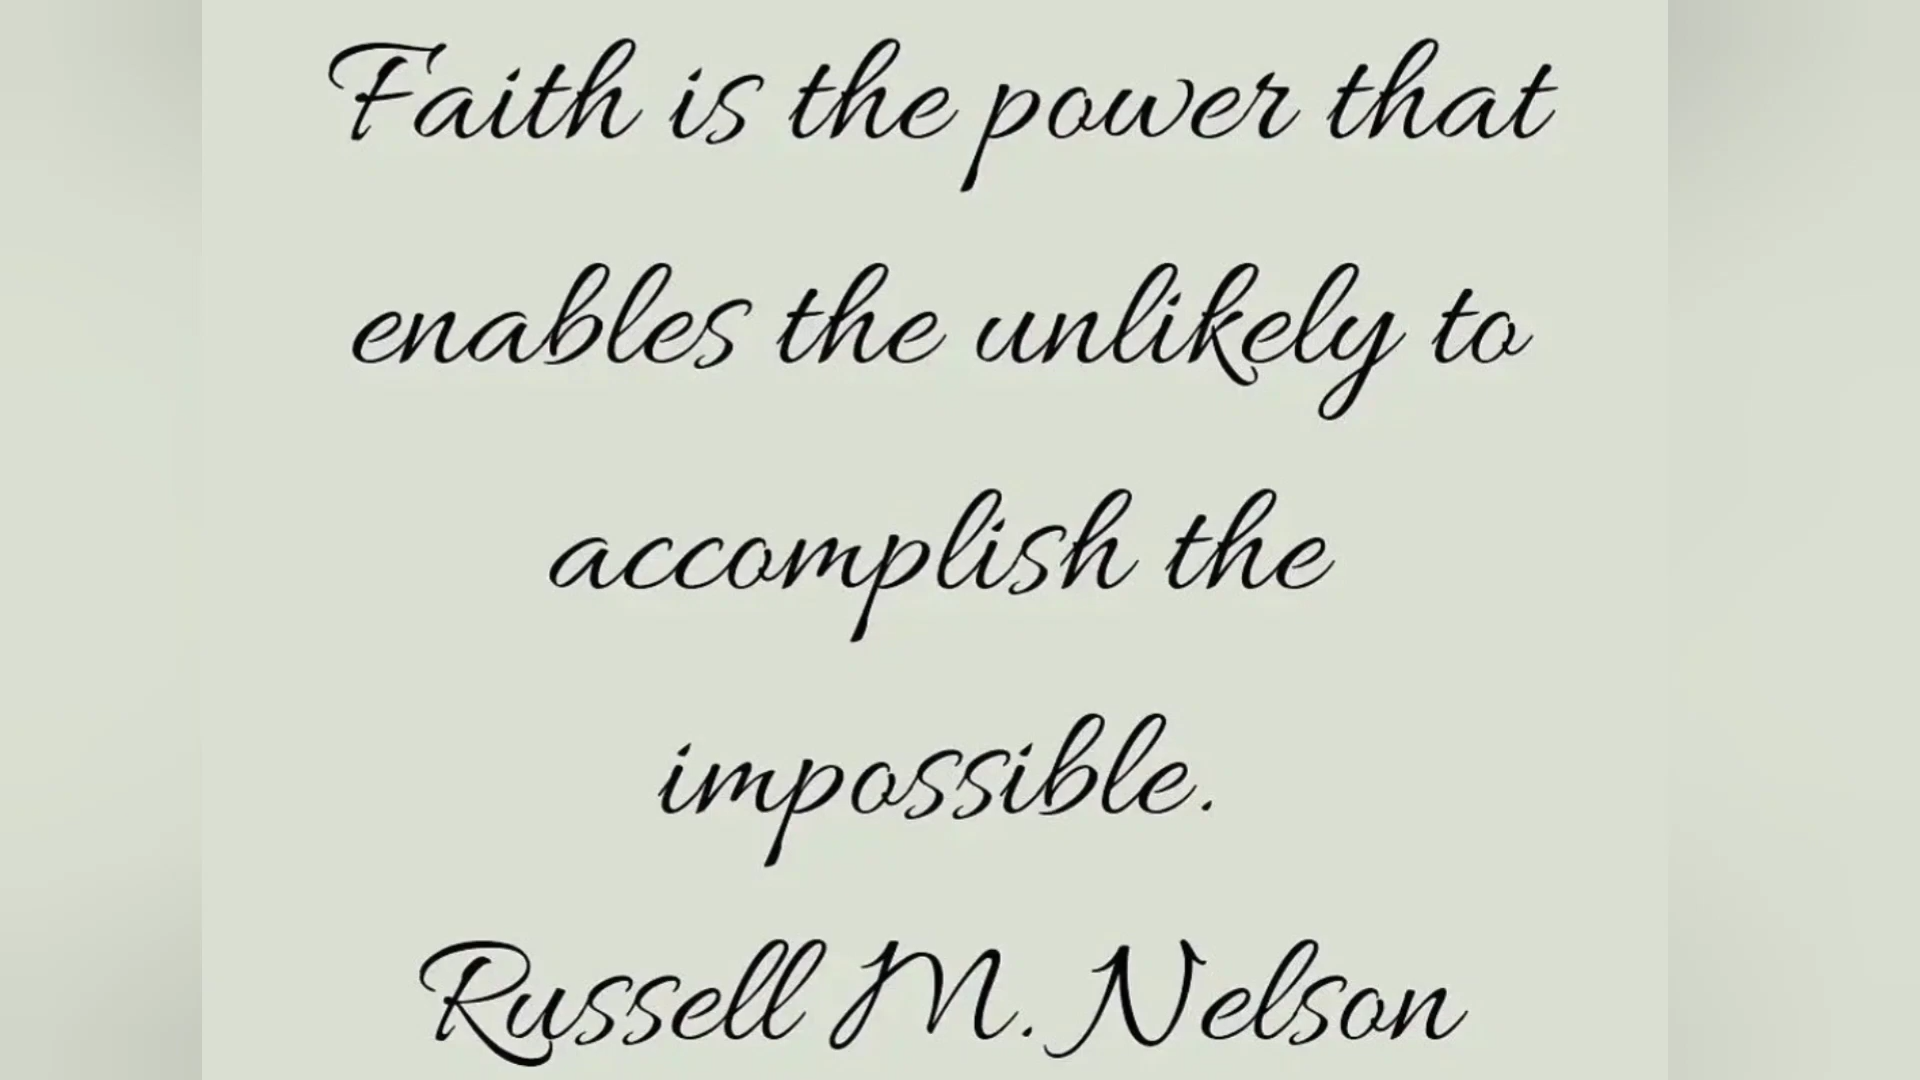 Faith is the power that
enables the unlikely to
accomplish the
impossible.
Russell M. Nelson